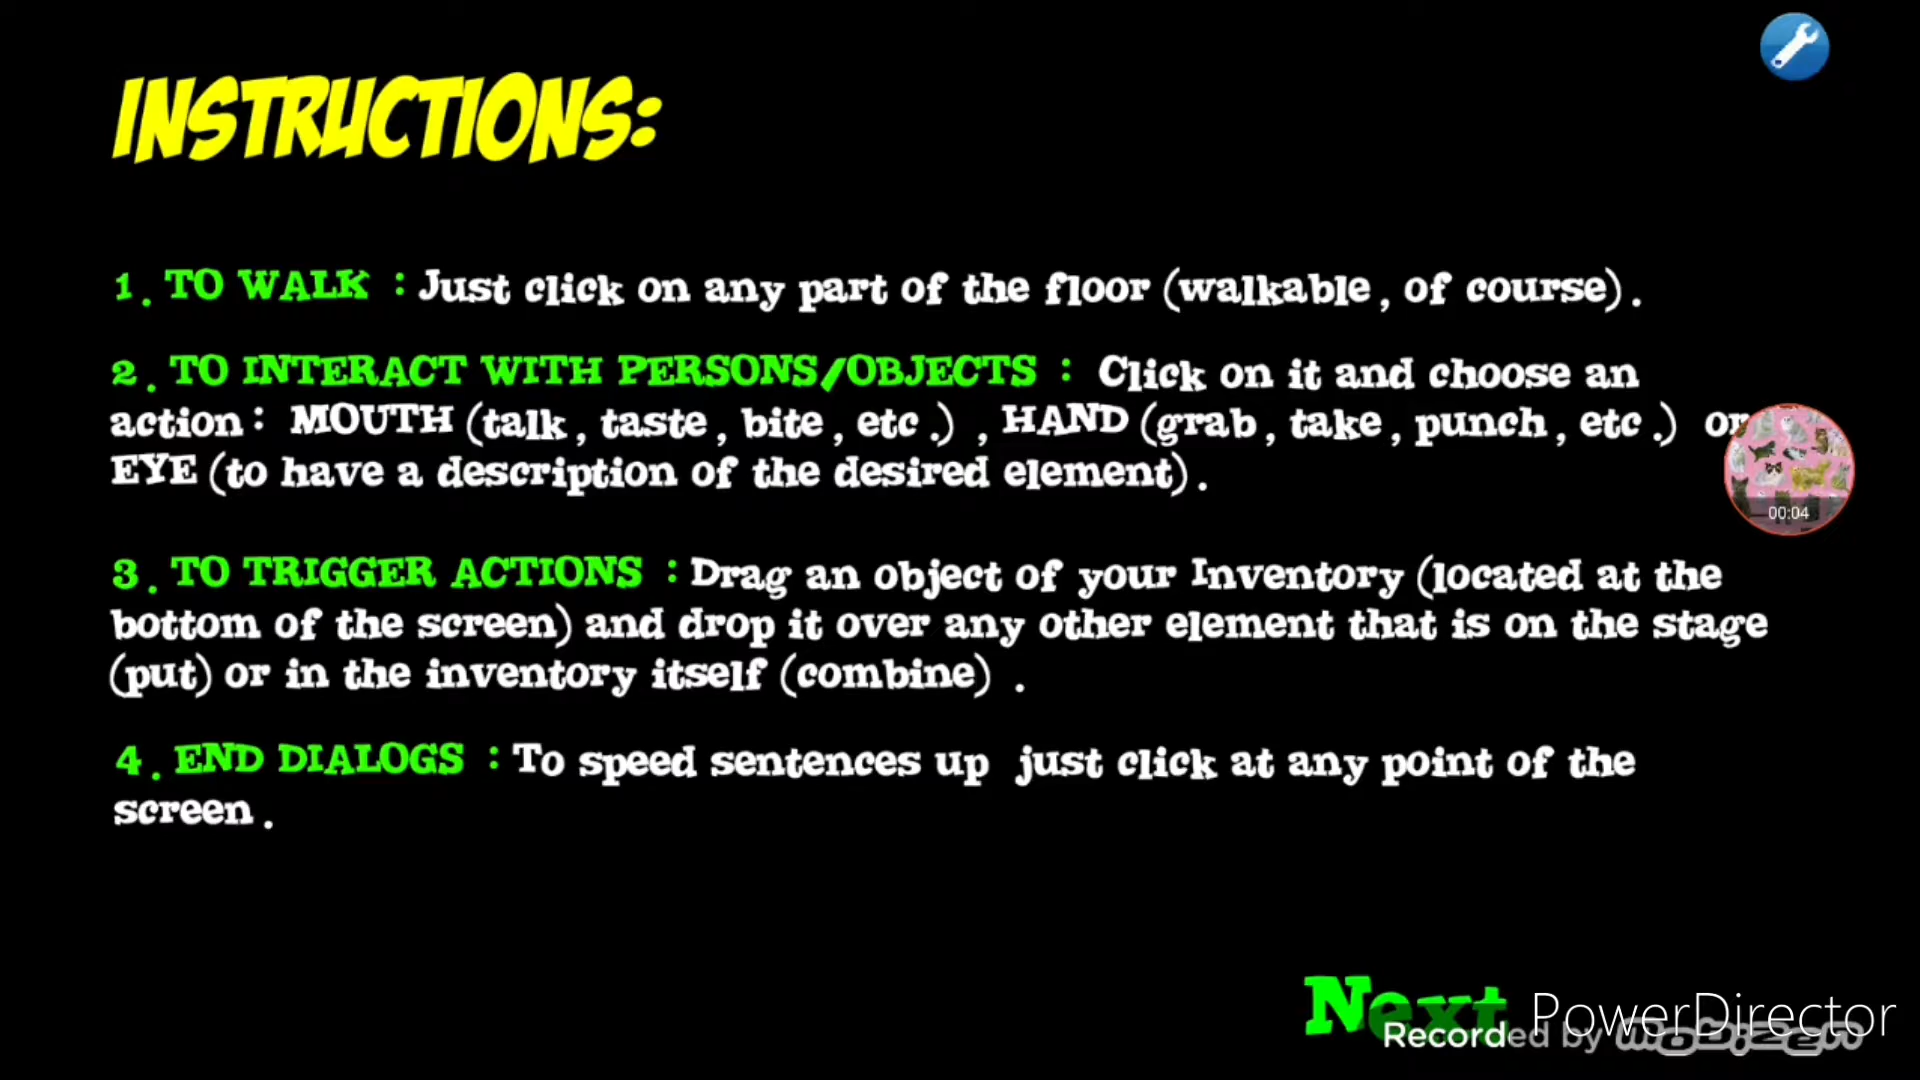 INSTRUCTIONS:
1. TO WALK : Just click on any part of the floor (walkable, of course).
2. TO INTERACT WITH PERSONS/OBJECTS : Click on it and choose an
action: MOUTH (talk, taste, bite, etc.), HAND (grab, take, punch, etc.) or
EYE (to have a description of the desired element).
00:04
3. TO TRIGGER ACTIONS : Drag an object of your Inventory (located at the
bottom of the screen) and drop it over any other element that is on the stage
(put) or in the inventory itself (combine) .
4. END DIALOGS : To speed sentences up just click at any point of the
screen.
Next
PowerDirector
Recorded by mobizen